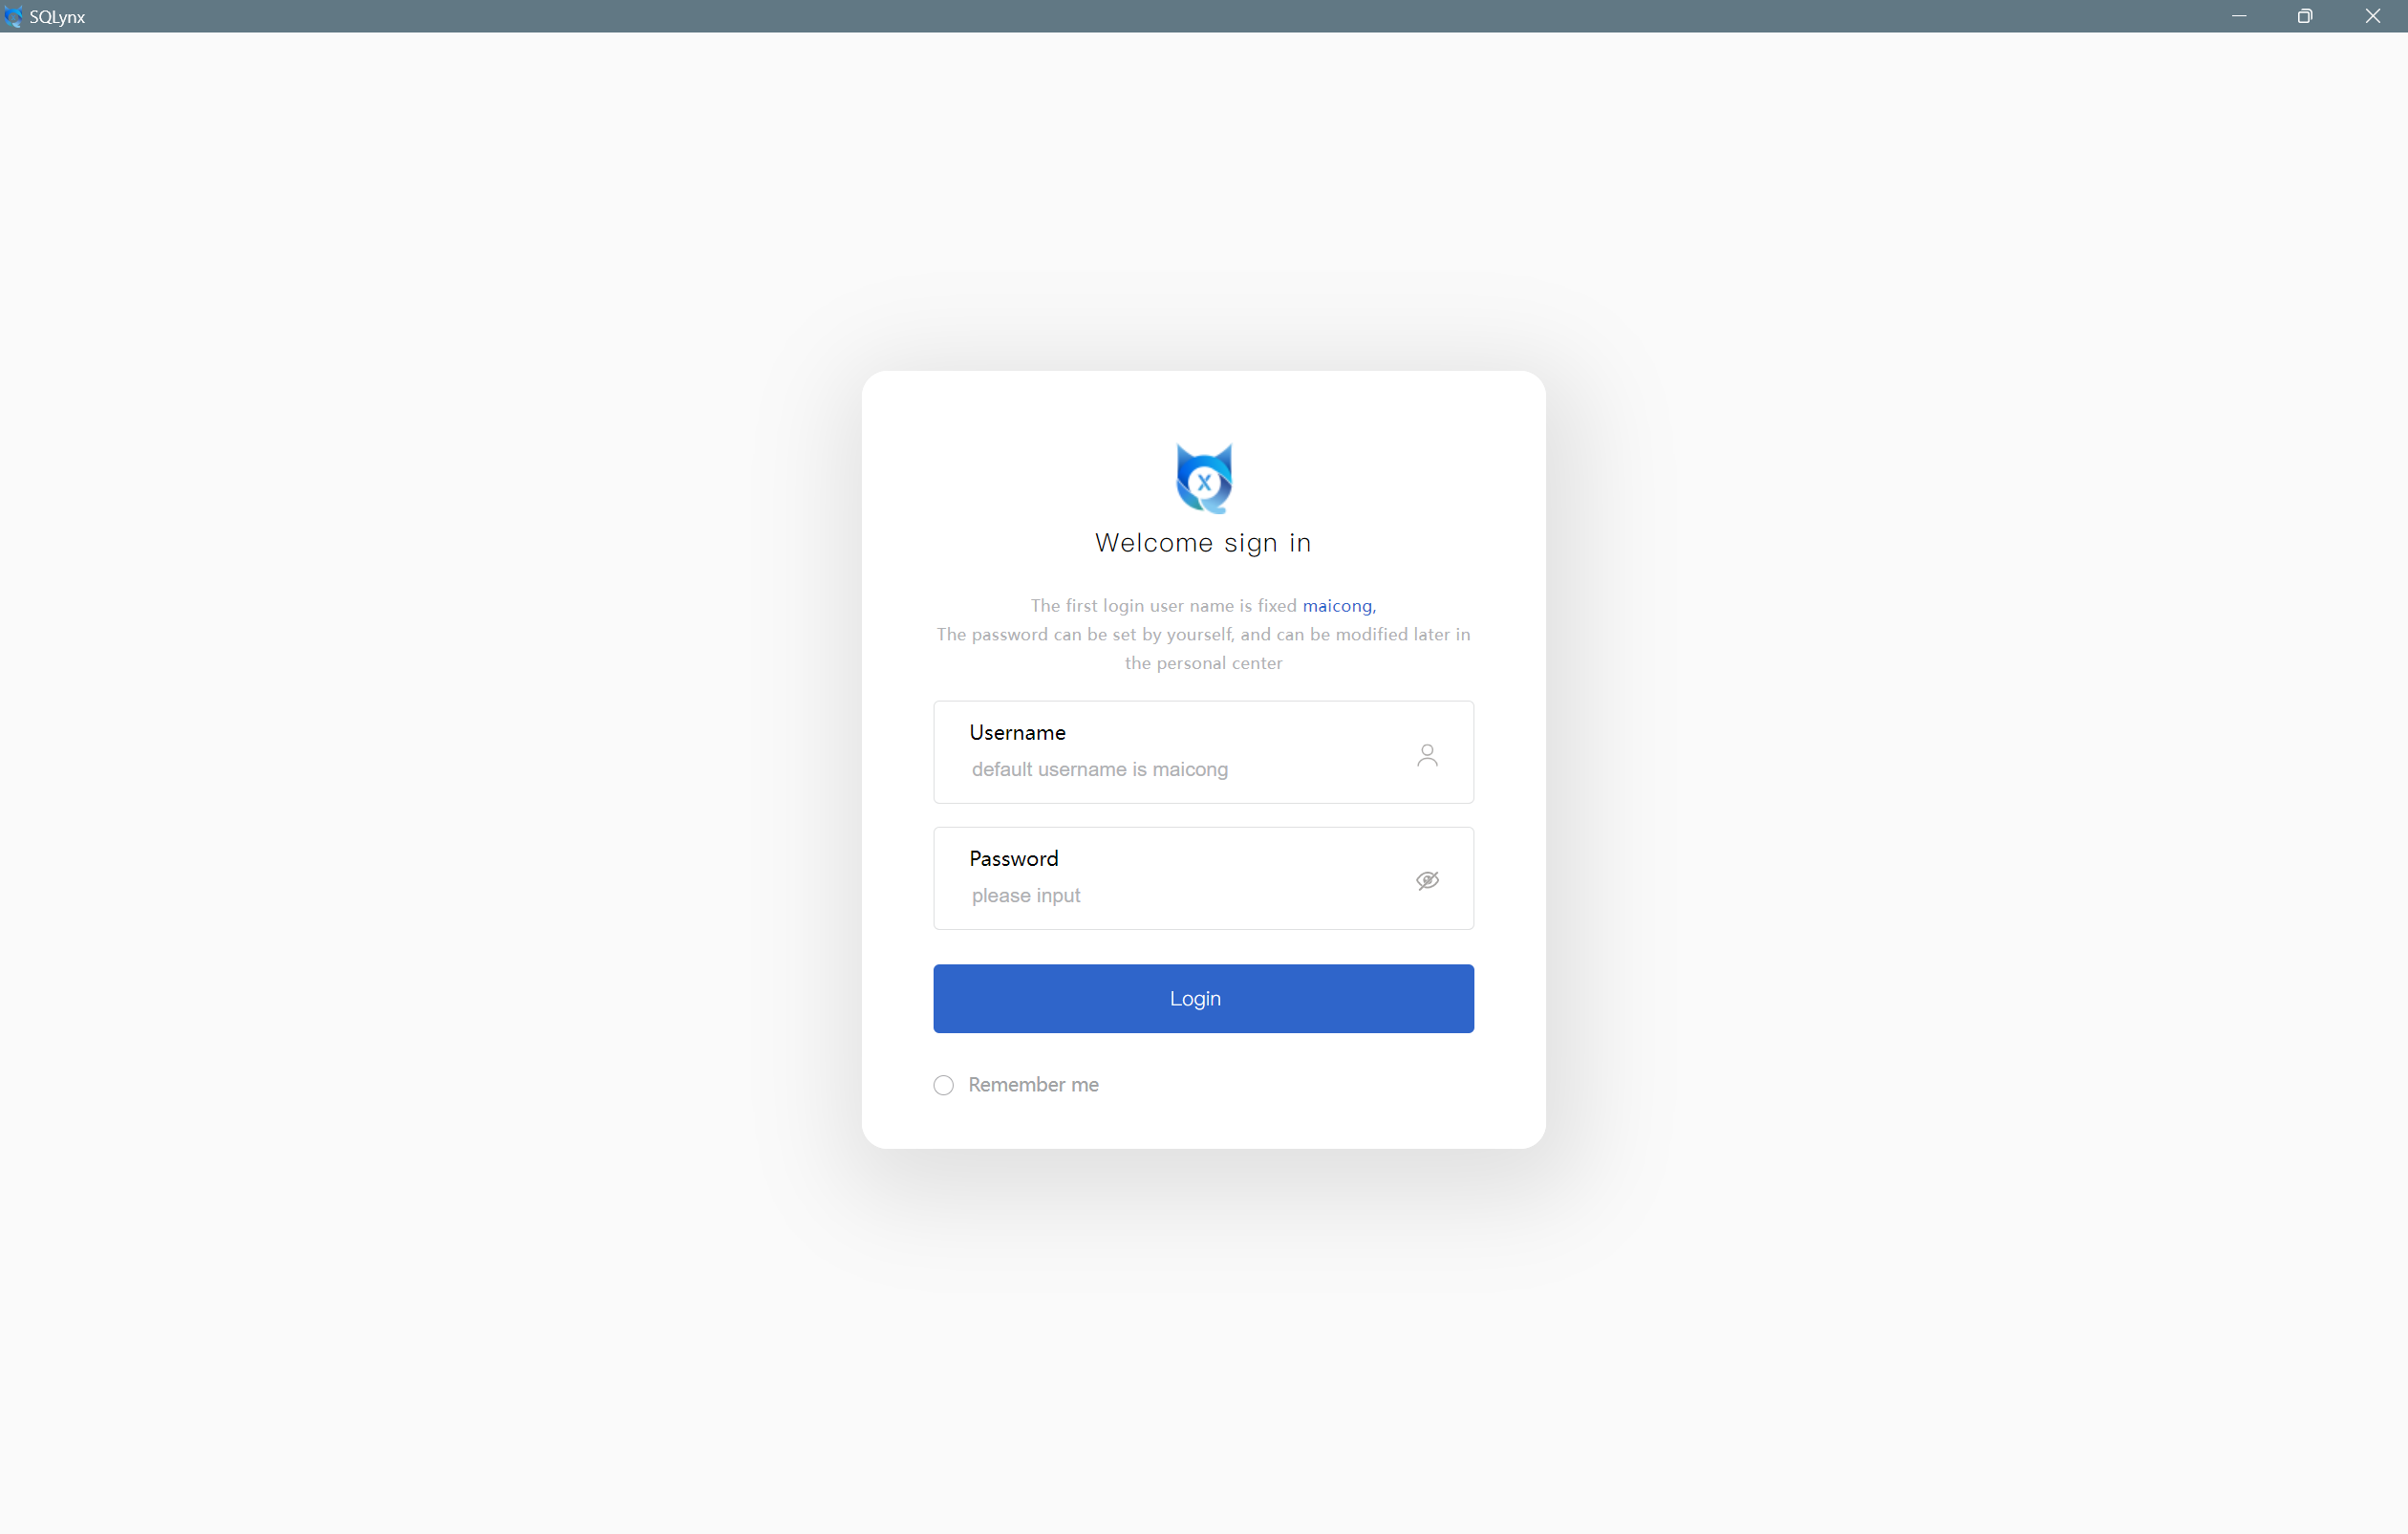 SQLynx
X
Welcome sign in
The first login user name is fixed maicong,
The password can be set by yourself, and can be modified later in
the personal center
Username
default username is maicong
Password
please input
Login
Remember me